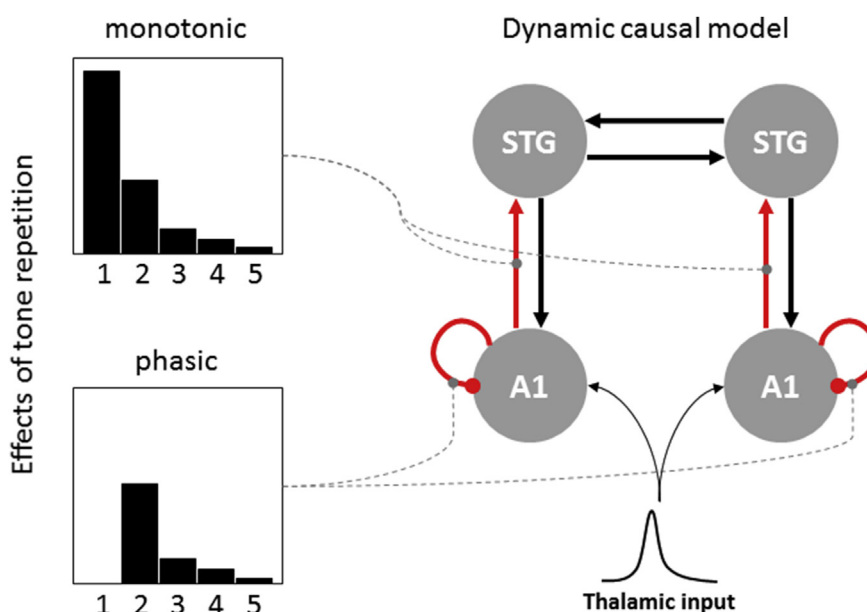 monotonic
Dynamic causal model
Effects of tone repetition
1 2 3 4 5
STG
STG
phasic
A1
A1
1 2 3 4 5
Thalamic input